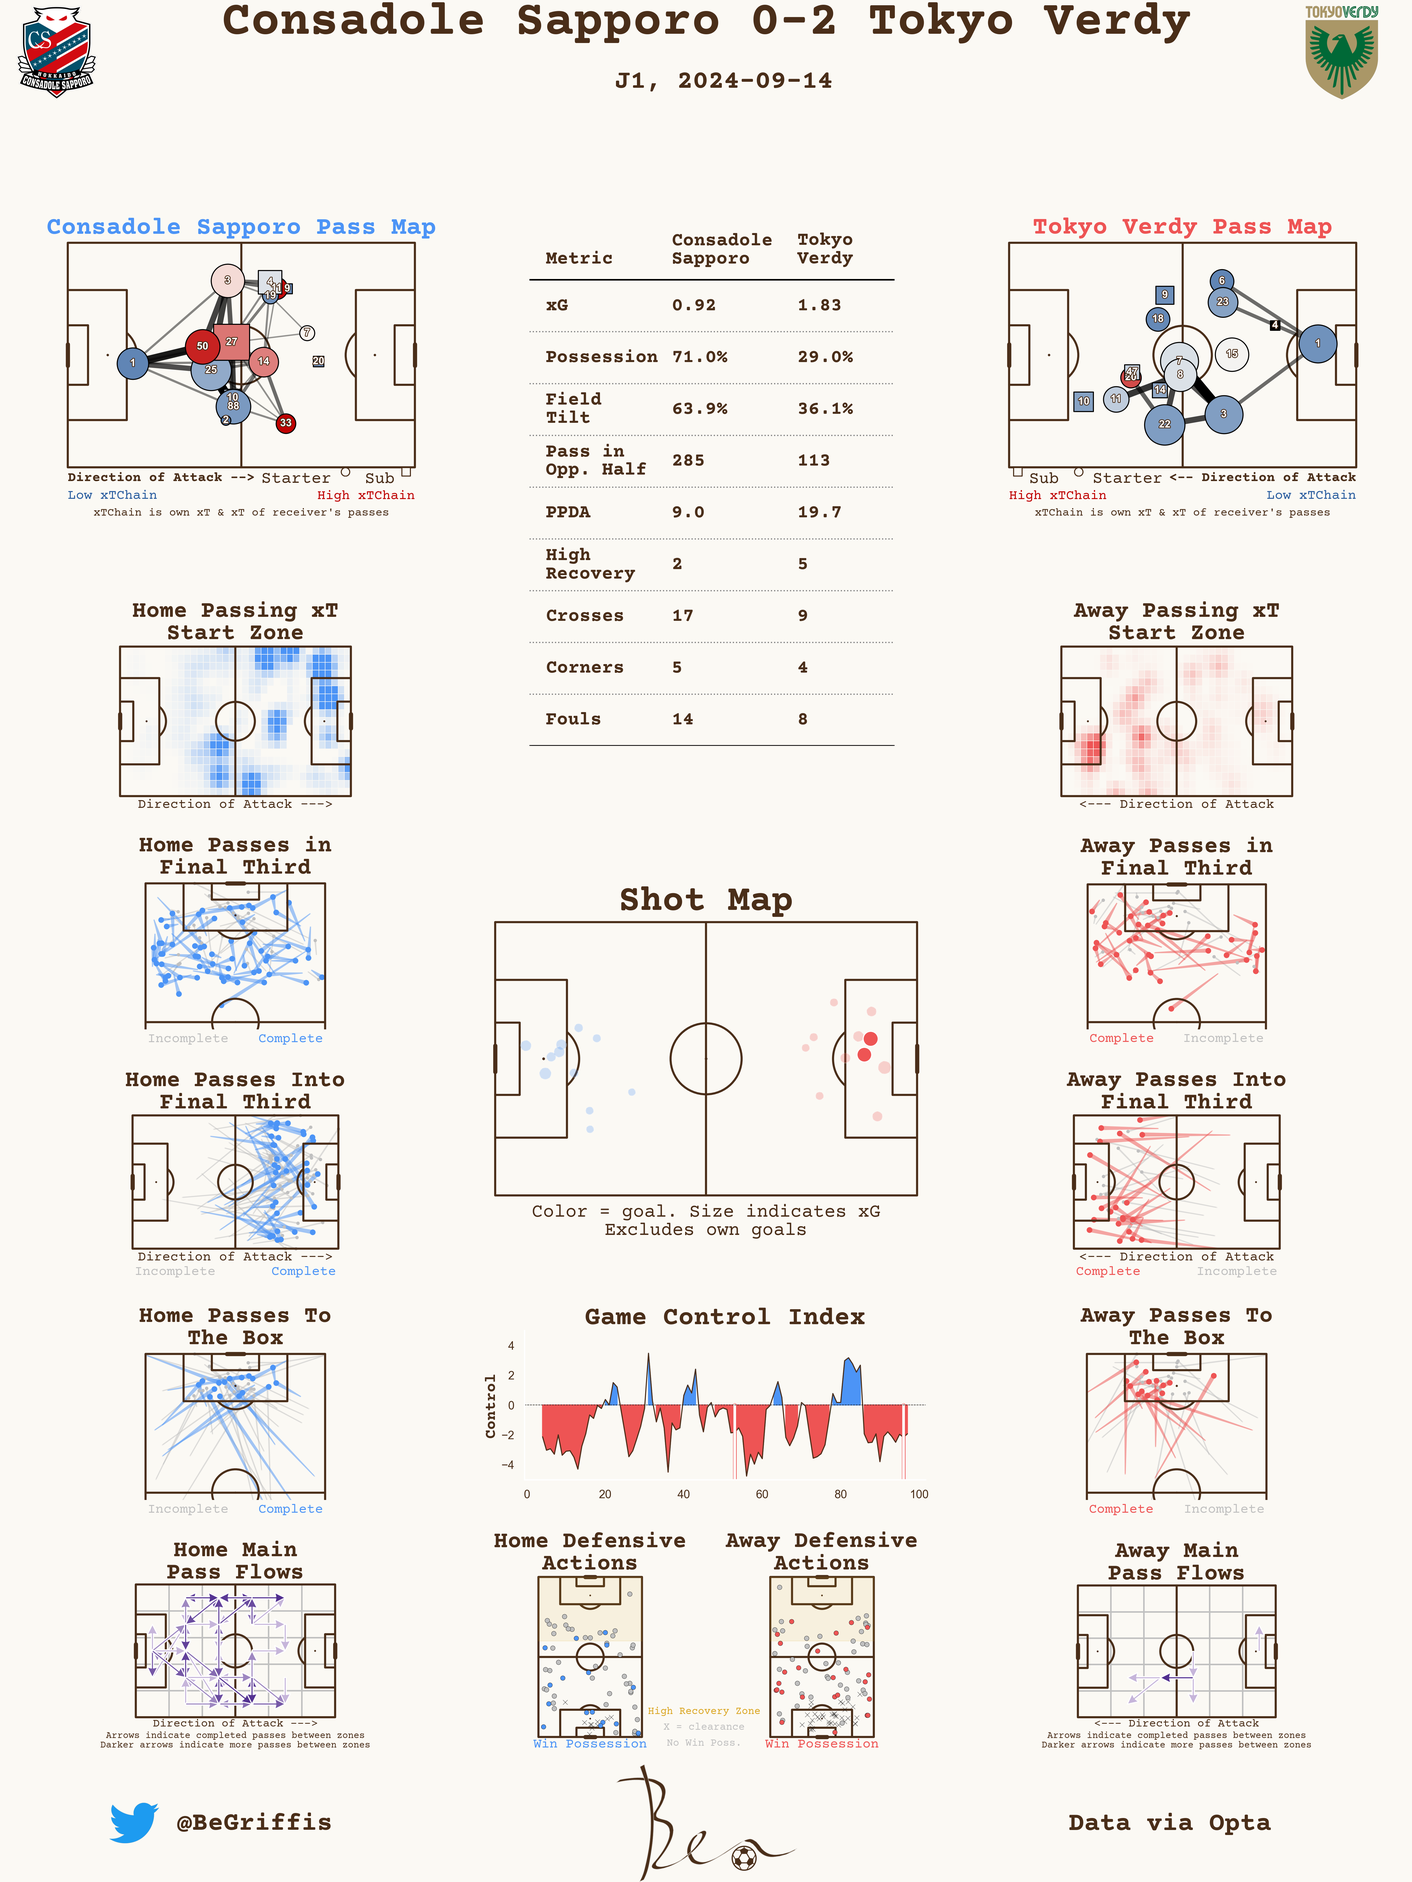 Consadole Sapporo 0-2 Tokyo Verdy
J1, 2024-09-14
CS
HOKKAIDO
CONSADOLE SAPPORO
TOKYO VERDY
Consadole Sapporo Pass Map
3
4
11
9
19
7
27
50
20
1
14
25
10
88
2
33
Direction of Attack --> Starter Sub
Low xTChain High xTChain
xTChain is own xT & xT of receiver's passes
Metric Consadole Sapporo Tokyo Verdy
xG 0.92 1.83
Possession 71.0% 29.0%
Field Tilt 63.9% 36.1%
Pass in Opp. Half 285 113
PPDA 9.0 19.7
High Recovery 2 5
Crosses 17 9
Corners 5 4
Fouls 14 8
Tokyo Verdy Pass Map
6
9
23
18
4
1
7
15
47
20
8
14
10
11
3
22
Sub Starter <-- Direction of Attack
High xTChain Low xTChain
xTChain is own xT & xT of receiver's passes
Home Passing xT
Start Zone
Direction of Attack --->
Away Passing xT
Start Zone
<--- Direction of Attack
Home Passes in
Final Third
Incomplete Complete
Away Passes in
Final Third
Complete Incomplete
Shot Map
Color = goal. Size indicates xG
Excludes own goals
Home Passes Into
Final Third
Direction of Attack --->
Incomplete Complete
Away Passes Into
Final Third
<--- Direction of Attack
Complete Incomplete
Home Passes To
The Box
Incomplete Complete
Game Control Index
Control
4
2
0
−2
−4
0 20 40 60 80 100
Away Passes To
The Box
Complete Incomplete
Home Main
Pass Flows
Direction of Attack --->
Arrows indicate completed passes between zones
Darker arrows indicate more passes between zones
Home Defensive
Actions
Win Possession
High Recovery Zone
X = clearance
No Win Poss.
Away Defensive
Actions
Win Possession
Away Main
Pass Flows
<--- Direction of Attack
Arrows indicate completed passes between zones
Darker arrows indicate more passes between zones
@BeGriffis
Ben
Data via Opta